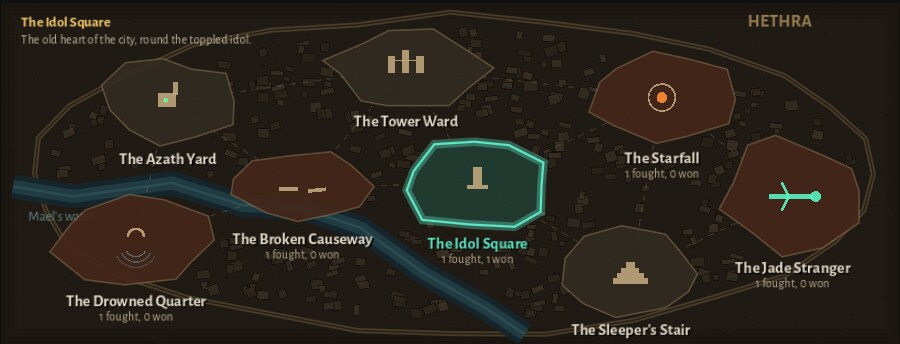 The Idol Square
The old heart of the city, round the toppled idol.
HETHRA
The Tower Ward
The Azath Yard
The Starfall
1 fought, 0 won
Mael's
The Broken Causeway
1 fought, 0 won
The Idol Square
1 fought, 1 won
The Jade Stranger
1 fought, 0 won
The Drowned Quarter
1 fought, 0 won
The Sleeper's Stair